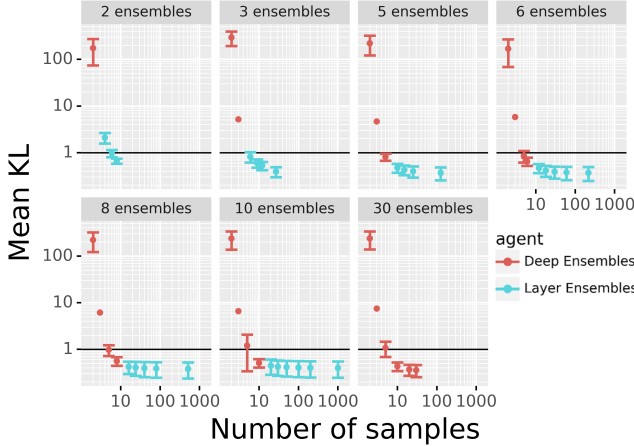 2 ensembles 3 ensembles 5 ensembles 6 ensembles
100
10
1
10 100 1000
Mean KL
8 ensembles 10 ensembles 30 ensembles
100
10
1
10 100 1000 10 100 1000 10 100 1000
agent
Deep Ensembles
Layer Ensembles
Number of samples